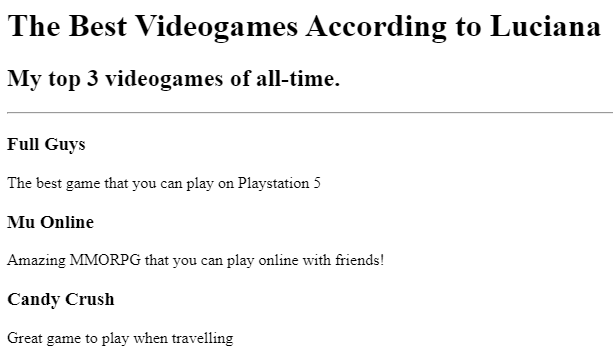 The Best Videogames According to Luciana
My top 3 videogames of all-time.
Full Guys
The best game that you can play on Playstation 5
Mu Online
Amazing MMORPG that you can play online with friends!
Candy Crush
Great game to play when travelling